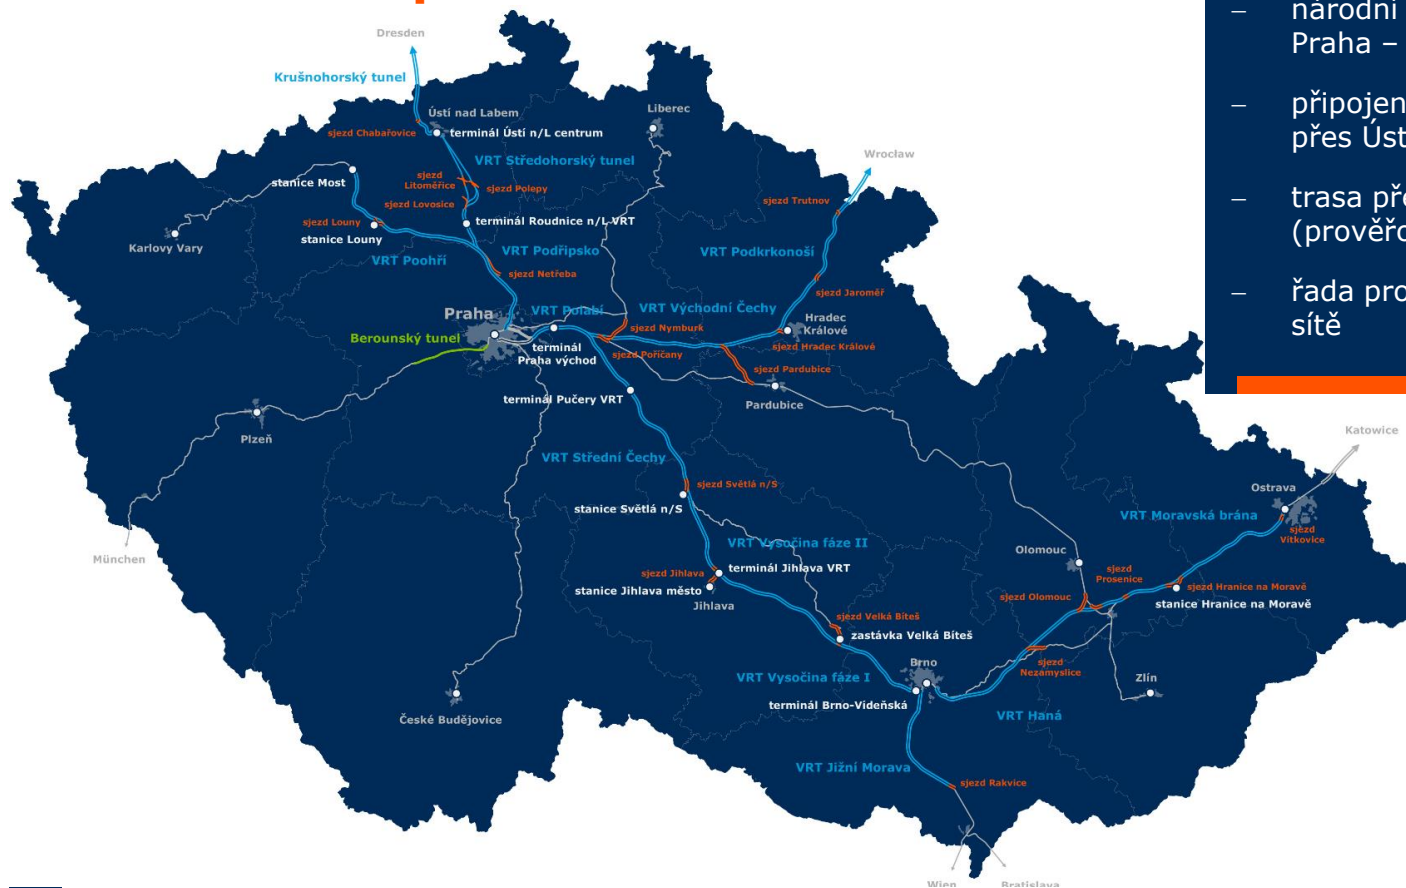 národní
Praha –
připojen
přes Úst
trasa pře
(prověřo
řada pro
sítě
Dresden
Krušnohorský tunel
Ústí nad Labem
sjezd Chabařovice
terminál Ústí n/L centrum
Liberec
VRT Středohorský tunel
Wrocław
stanice Most
sjezd
Litoměřice
sjezd Polepy
sjezd Lovosice
sjezd Trutnov
sjezd Louny
stanice Louny
terminál Roudnice n/L VRT
Karlovy Vary
VRT Poohří
VRT Podřipsko
VRT Podkrkonoší
sjezd Netřeba
sjezd Jaroměř
Praha
VRT Polabí
VRT Východní Čechy
Hradec
Králové
sjezd Nymburk
Berounský tunel
terminál
Praha východ
sjezd Poříčany
sjezd Hradec Králové
sjezd Pardubice
terminál Pučery VRT
Pardubice
Plzeň
Katowice
VRT Střední Čechy
sjezd Světlá n/S
stanice Světlá n/S
Ostrava
VRT Moravská brána
sjezd
Vítkovice
München
VRT Vysočina fáze II
Olomouc
sjezd Jihlava
terminál Jihlava VRT
sjezd
Prosenice
stanice Jihlava město
Jihlava
sjezd Olomouc
sjezd Hranice na Moravě
stanice Hranice na Moravě
sjezd Velká Bíteš
zastávka Velká Bíteš
Brno
sjezd
Nezamyslice
Zlín
VRT Vysočina fáze I
terminál Brno-Vídeňská
České Budějovice
VRT Haná
VRT Jižní Morava
sjezd Rakvice
Wien
Bratislava